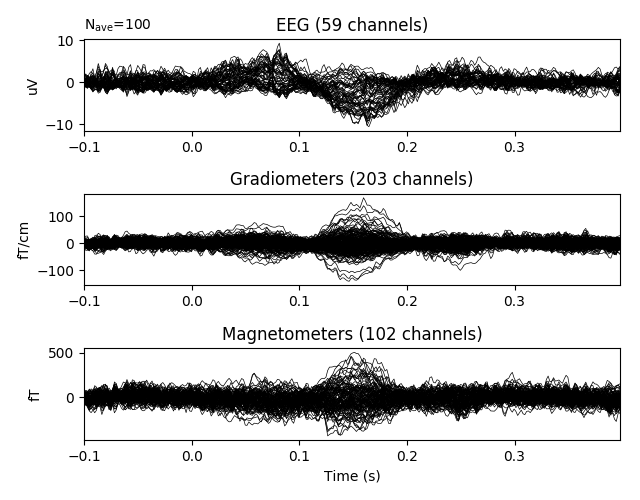 N_ave=100
EEG (59 channels)
10
0
−10
uV
−0.1 0.0 0.1 0.2 0.3
Gradiometers (203 channels)
100
0
−100
fT/cm
−0.1 0.0 0.1 0.2 0.3
Magnetometers (102 channels)
500
0
fT
−0.1 0.0 0.1 0.2 0.3
Time (s)